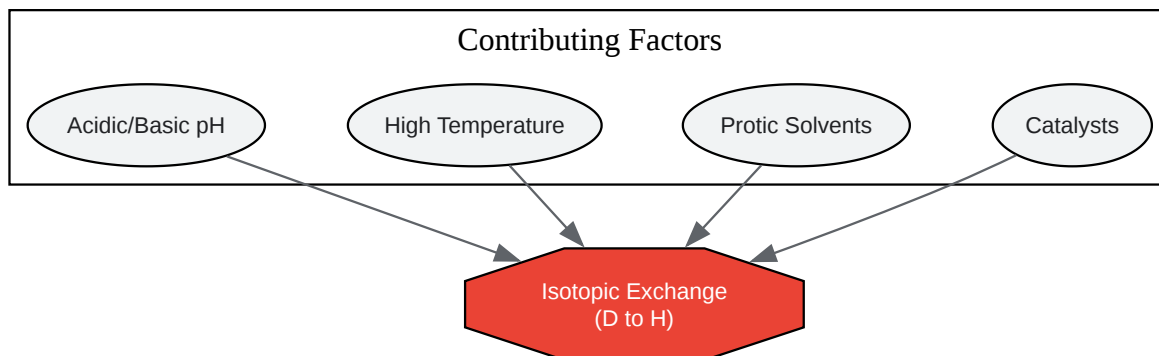 Contributing Factors
Acidic/Basic pH
High Temperature
Protic Solvents
Catalysts
Isotopic Exchange
(D to H)